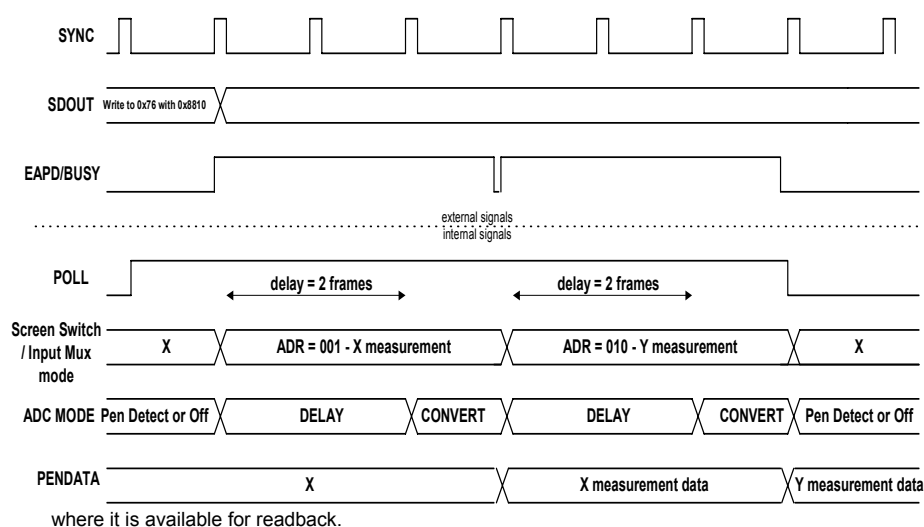 SYNC
SDOUT Write to 0x76 with 0x8810
EAPD/BUSY
external signals
internal signals
POLL delay = 2 frames delay = 2 frames
Screen Switch
/ Input Mux
mode
X ADR = 001 - X measurement ADR = 010 - Y measurement X
ADC MODE Pen Detect or Off DELAY CONVERT DELAY CONVERT Pen Detect or Off
PENDATA X X measurement data Y measurement data
where it is available for readback.